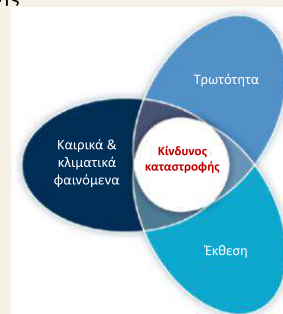 Τρωτότητα
Καιρικά &
κλιματικά
φαινόμενα
Κίνδυνος
καταστροφής
Έκθεση